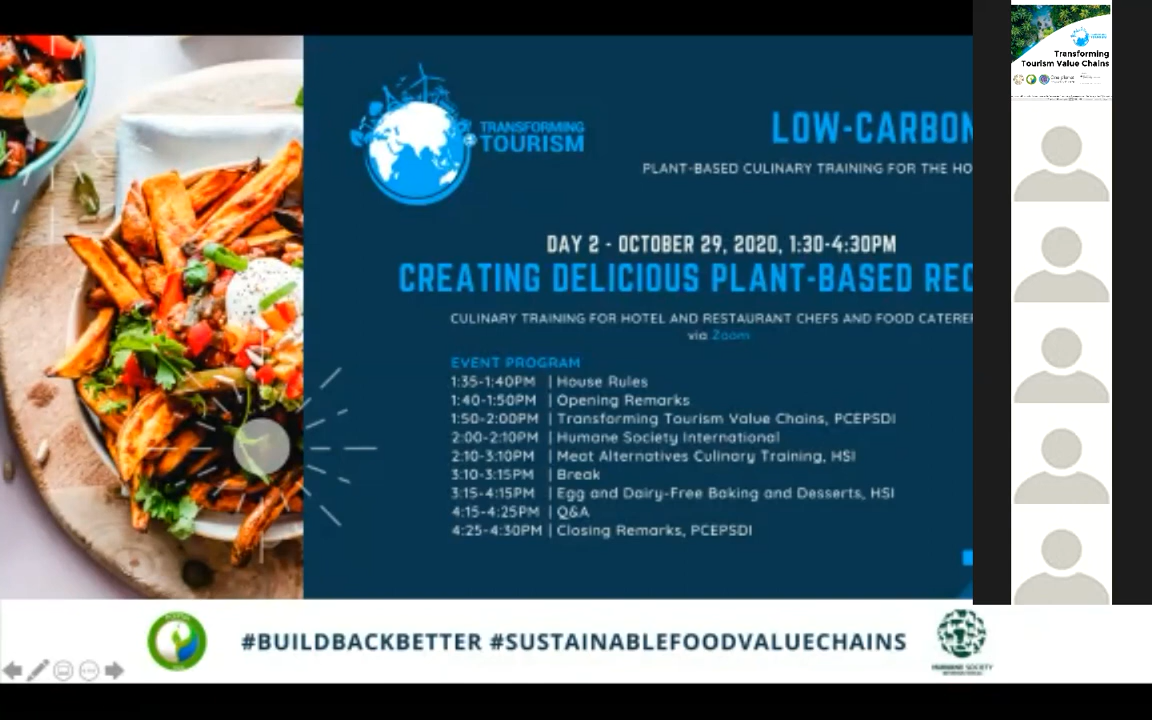 TRANSFORMING
TOURISM
LOW-CARBON
PLANT-BASED CULINARY TRAINING FOR THE HO
DAY 2 - OCTOBER 29, 2020, 1:30-4:30PM
CREATING DELICIOUS PLANT-BASED REC
CULINARY TRAINING FOR HOTEL AND RESTAURANT CHEFS AND FOOD CATERER
via Zoom
EVENT PROGRAM
1:35-1:40PM | House Rules
1:40-1:50PM | Opening Remarks
1:50-2:00PM | Transforming Tourism Value Chains, PCEPSDI
2:00-2:10PM | Humane Society International
2:10-3:10PM | Meat Alternatives Culinary Training, HSI
3:10-3:15PM | Break
3:15-4:15PM | Egg and Dairy-Free Baking and Desserts, HSI
4:15-4:25PM | Q&A
4:25-4:30PM | Closing Remarks, PCEPSDI
#BUILDBACKBETTER #SUSTAINABLEFOODVALUECHAINS
HUMANE SOCIETY
Transforming
Tourism Value Chains